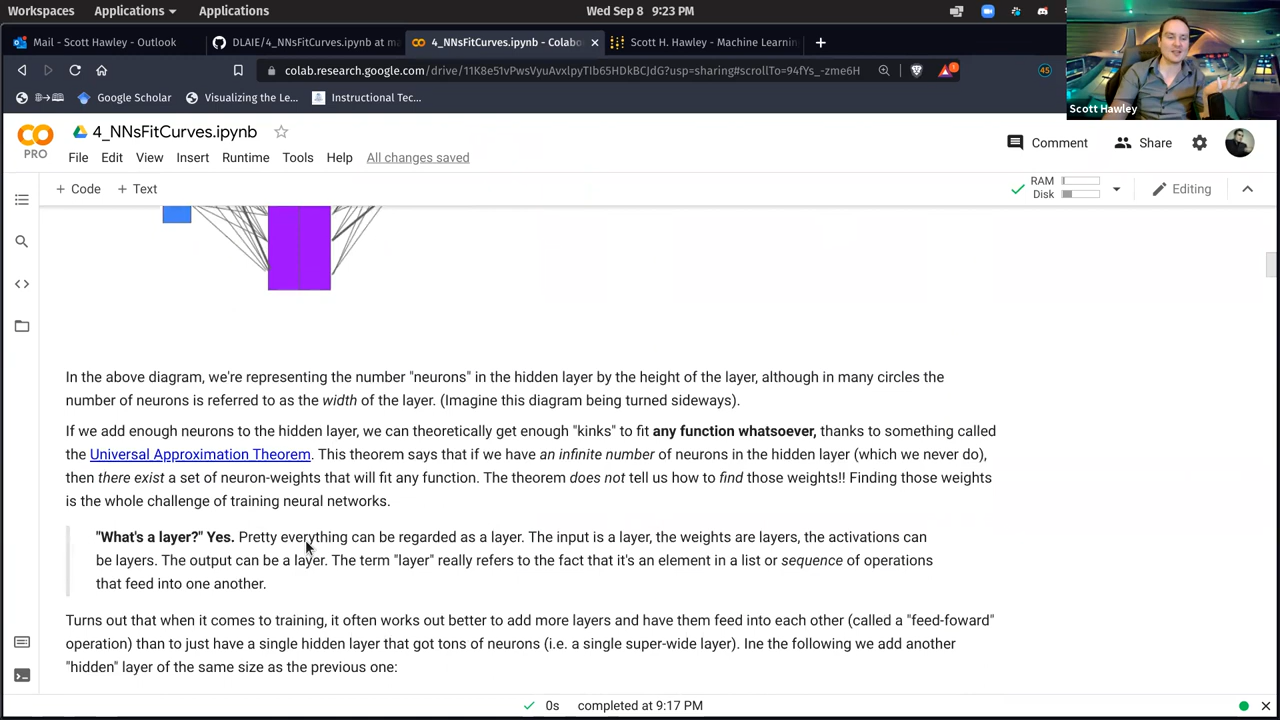 Workspaces Applications Applications Wed Sep 8 9:23 PM
Mail - Scott Hawley - Outlook DLAIE/4_NNsFitCurves.ipynb at m 4_NNsFitCurves.ipynb - Colab Scott H. Hawley - Machine Learnin
Google Scholar Visualizing the Le... Instructional Tec...
45
Scott Hawley
CO PRO
4_NNsFitCurves.ipynb
Comment Share
File Edit View Insert Runtime Tools Help All changes saved
+ Code + Text
RAM
Disk
Editing
In the above diagram, we're representing the number "neurons" in the hidden layer by the height of the layer, although in many circles the
number of neurons is referred to as the width of the layer. (Imagine this diagram being turned sideways).
If we add enough neurons to the hidden layer, we can theoretically get enough "kinks" to fit any function whatsoever, thanks to something called
the Universal Approximation Theorem. This theorem says that if we have an infinite number of neurons in the hidden layer (which we never do),
then there exist a set of neuron-weights that will fit any function. The theorem does not tell us how to find those weights!! Finding those weights
is the whole challenge of training neural networks.
"What's a layer?" Yes. Pretty everything can be regarded as a layer. The input is a layer, the weights are layers, the activations can
be layers. The output can be a layer. The term "layer" really refers to the fact that it's an element in a list or sequence of operations
that feed into one another.
Turns out that when it comes to training, it often works out better to add more layers and have them feed into each other (called a "feed-foward"
operation) than to just have a single hidden layer that got tons of neurons (i.e. a single super-wide layer). Ine the following we add another
"hidden" layer of the same size as the previous one:
0s completed at 9:17 PM